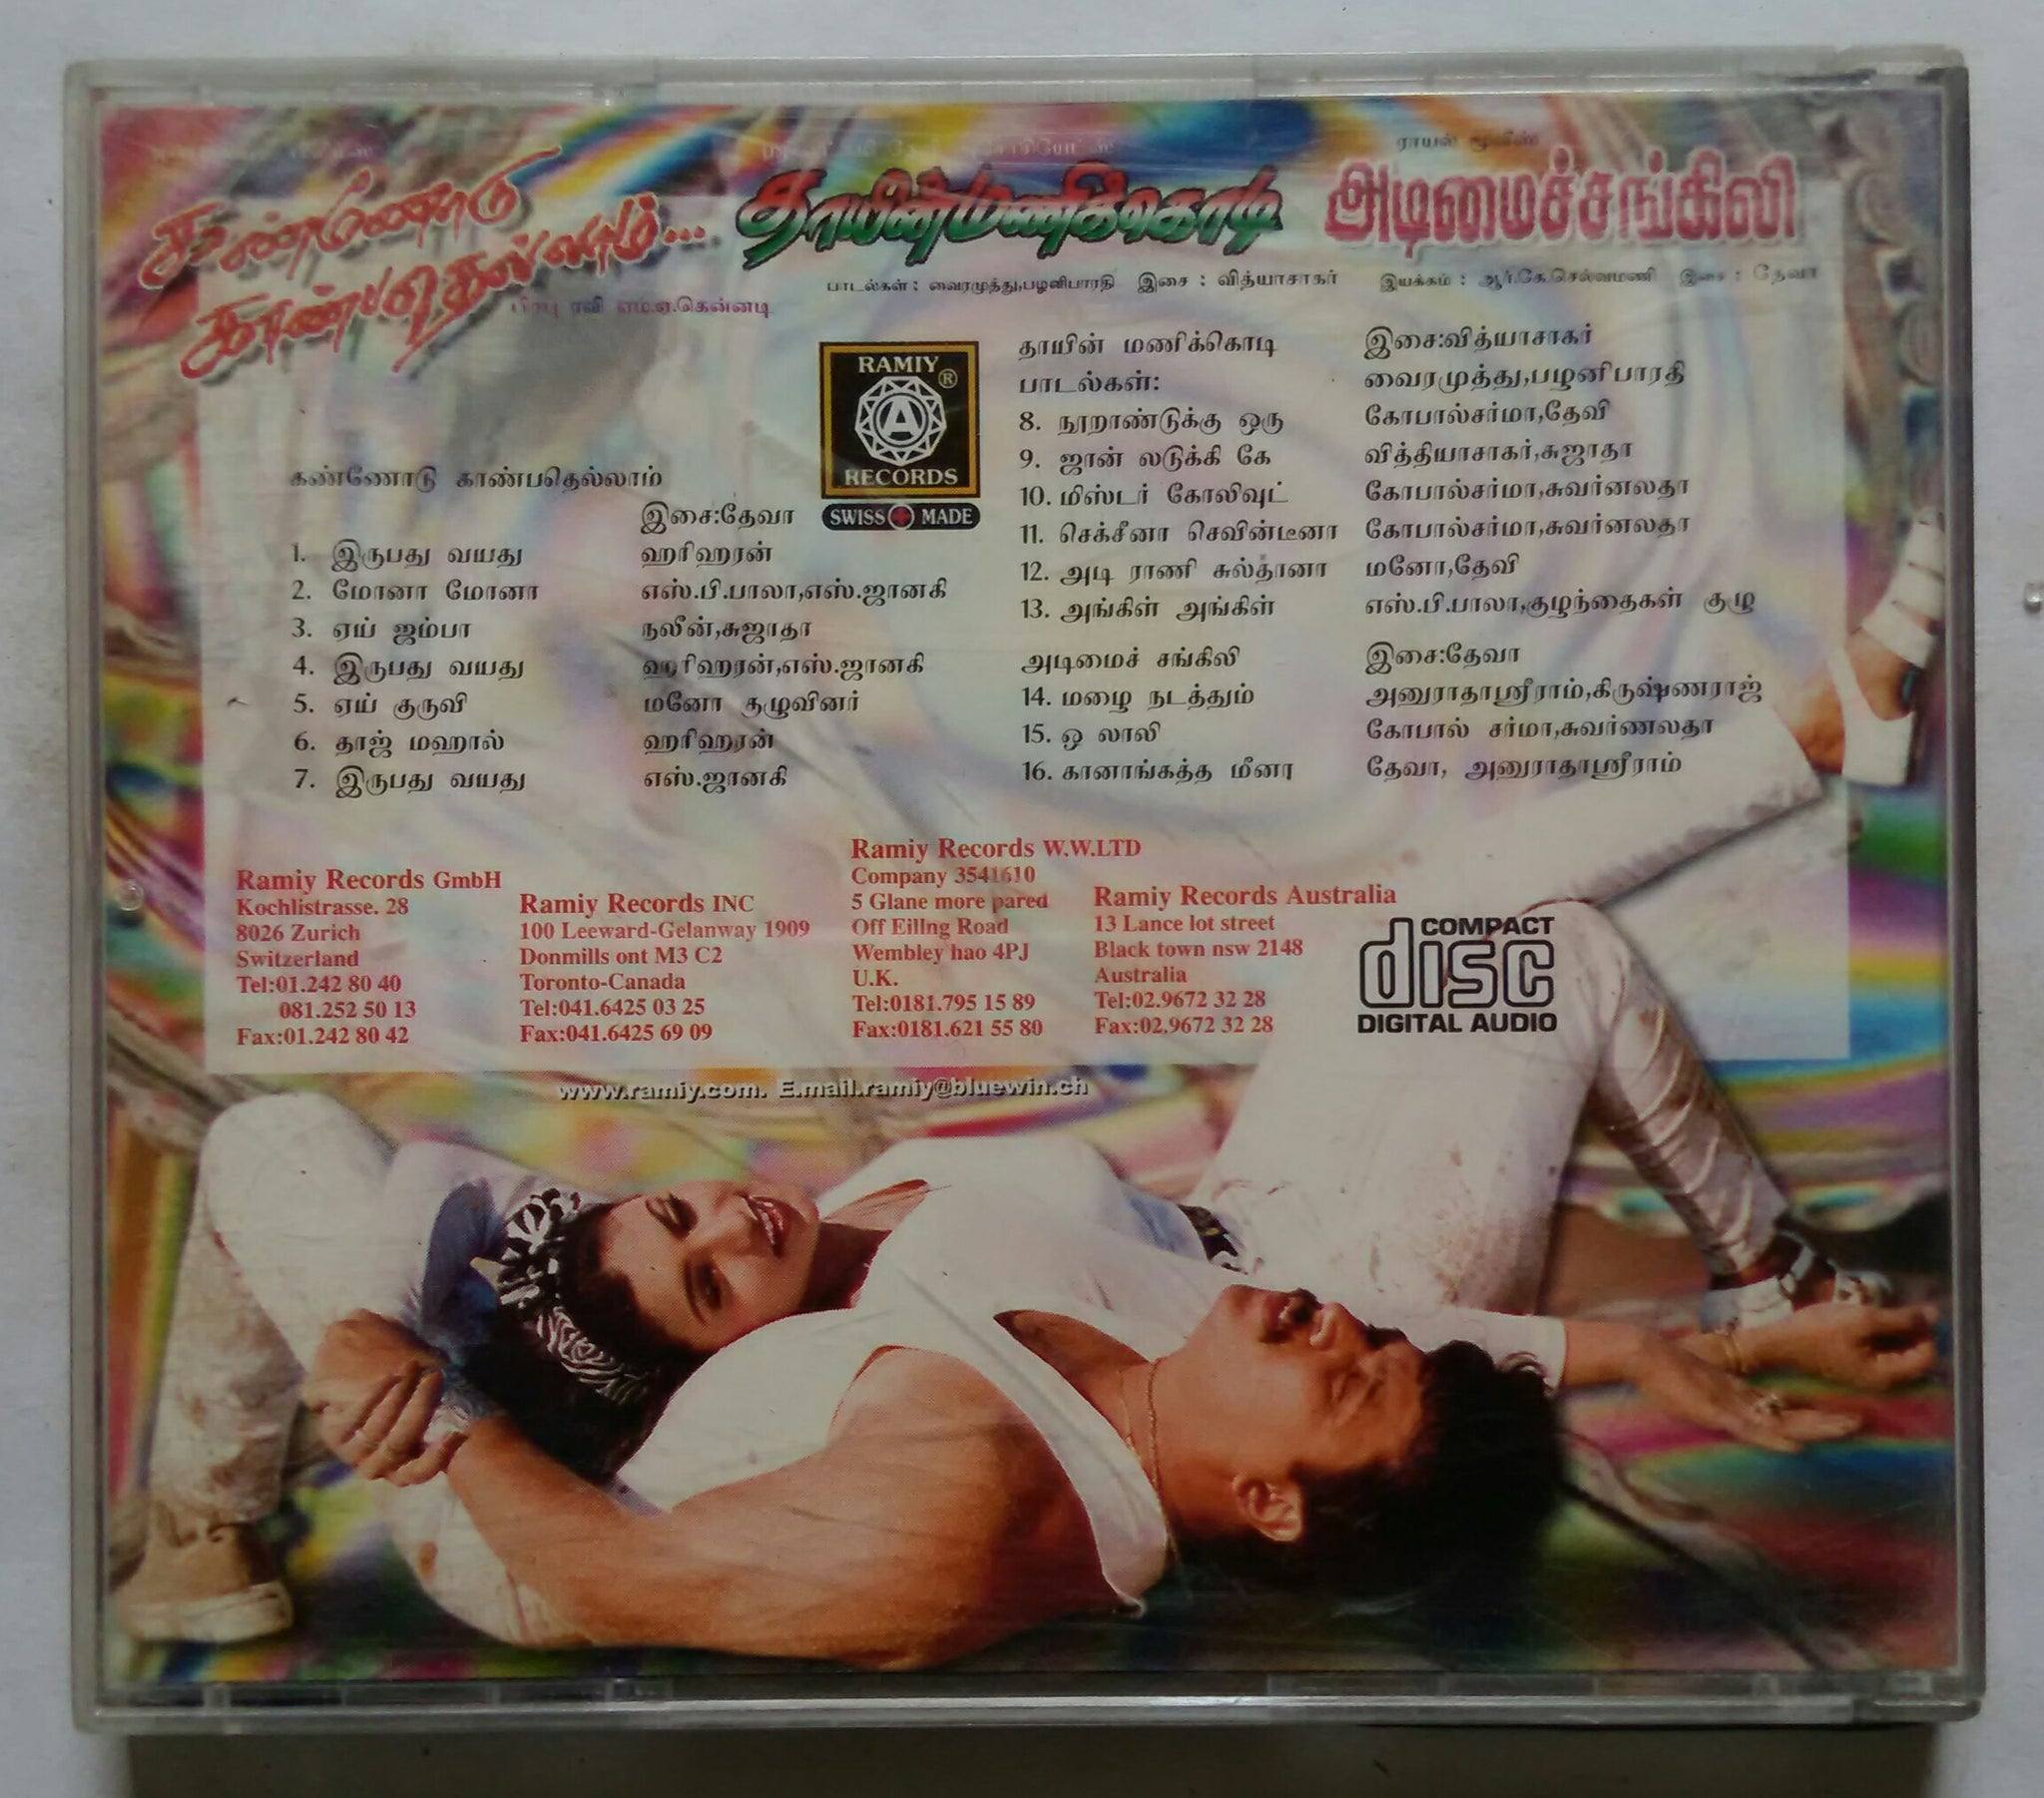 ராயல் மூவிஸ்
கண்ணோடு காண்பதெல்லாம்...
தாயின்மணிக்கொடி
அடிமைச்சங்கிலி
பிரபு ரவி எம்.ஏ.கென்னடி
பாடல்கள் : வைரமுத்து,பழனிபாரதி இசை : வித்யாசாகர்
இயக்கம் : ஆர்.கே.செல்வமணி இசை : தேவா
RAMIY
®
A
RECORDS
SWISS MADE
கண்ணோடு காண்பதெல்லாம்
இசை:தேவா
1. இருபது வயது ஹரிஹரன்
2. மோனா மோனா எஸ்.பி.பாலா,எஸ்.ஜானகி
3. ஏய் ஜம்பா நலீன்,சுஜாதா
4. இருபது வயது ஹரிஹரன்,எஸ்.ஜானகி
5. ஏய் குருவி மனோ குழுவினர்
6. தாஜ் மஹால் ஹரிஹரன்
7. இருபது வயது எஸ்.ஜானகி
தாயின் மணிக்கொடி இசை:வித்யாசாகர்
பாடல்கள்: வைரமுத்து,பழனிபாரதி
8. நூறாண்டுக்கு ஒரு கோபால்சர்மா,தேவி
9. ஜான் லடுக்கி கே வித்தியாசாகர்,சுஜாதா
10. மிஸ்டர் கோலிவுட் கோபால்சர்மா,சுவர்னலதா
11. செக்சீனா செவின்டீனா கோபால்சர்மா,சுவர்னலதா
12. அடி ராணி சுல்தானா மனோ,தேவி
13. அங்கிள் அங்கிள் எஸ்.பி.பாலா,குழந்தைகள் குழு
அடிமைச் சங்கிலி இசை:தேவா
14. மழை நடத்தும் அனுராதாஸ்ரீராம்,கிருஷ்ணராஜ்
15. ஒ லாலி கோபால் சர்மா,சுவர்ணலதா
16. கானாங்கத்த மீனா தேவா, அனுராதாஸ்ரீராம்
Ramiy Records GmbH
Kochlistrasse. 28
8026 Zurich
Switzerland
Tel:01.242 80 40
081.252 50 13
Fax:01.242 80 42
Ramiy Records INC
100 Leeward-Gelanway 1909
Donmills ont M3 C2
Toronto-Canada
Tel:041.6425 03 25
Fax:041.6425 69 09
Ramiy Records W.W.LTD
Company 3541610
5 Glane more pared
Off Eillng Road
Wembley hao 4PJ
U.K.
Tel:0181.795 15 89
Fax:0181.621 55 80
Ramiy Records Australia
13 Lance lot street
Black town nsw 2148
Australia
Tel:02.9672 32 28
Fax:02.9672 32 28
COMPACT
disc
DIGITAL AUDIO
www.ramiy.com. E.mail.ramiy@bluewin.ch